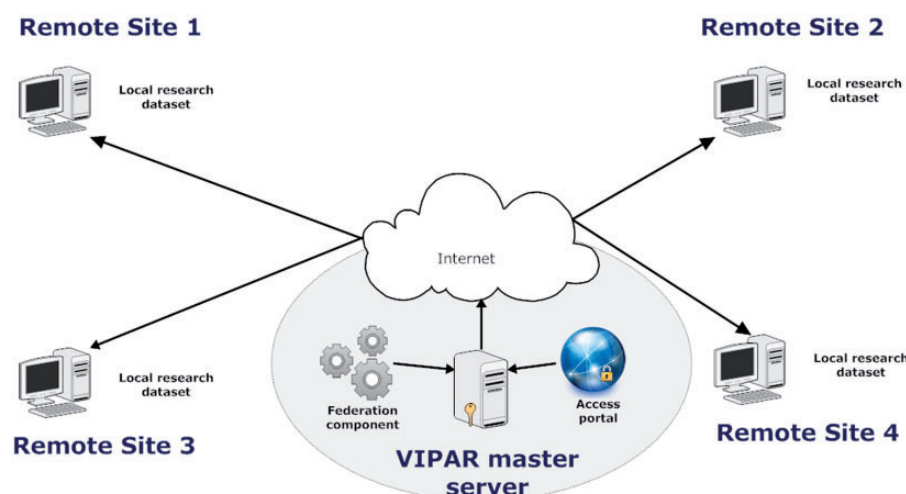 Remote Site 1
Remote Site 2
Local research
dataset
Local research
dataset
Internet
Federation
component
Access
portal
Local research
dataset
Local research
dataset
Remote Site 3
VIPAR master
server
Remote Site 4